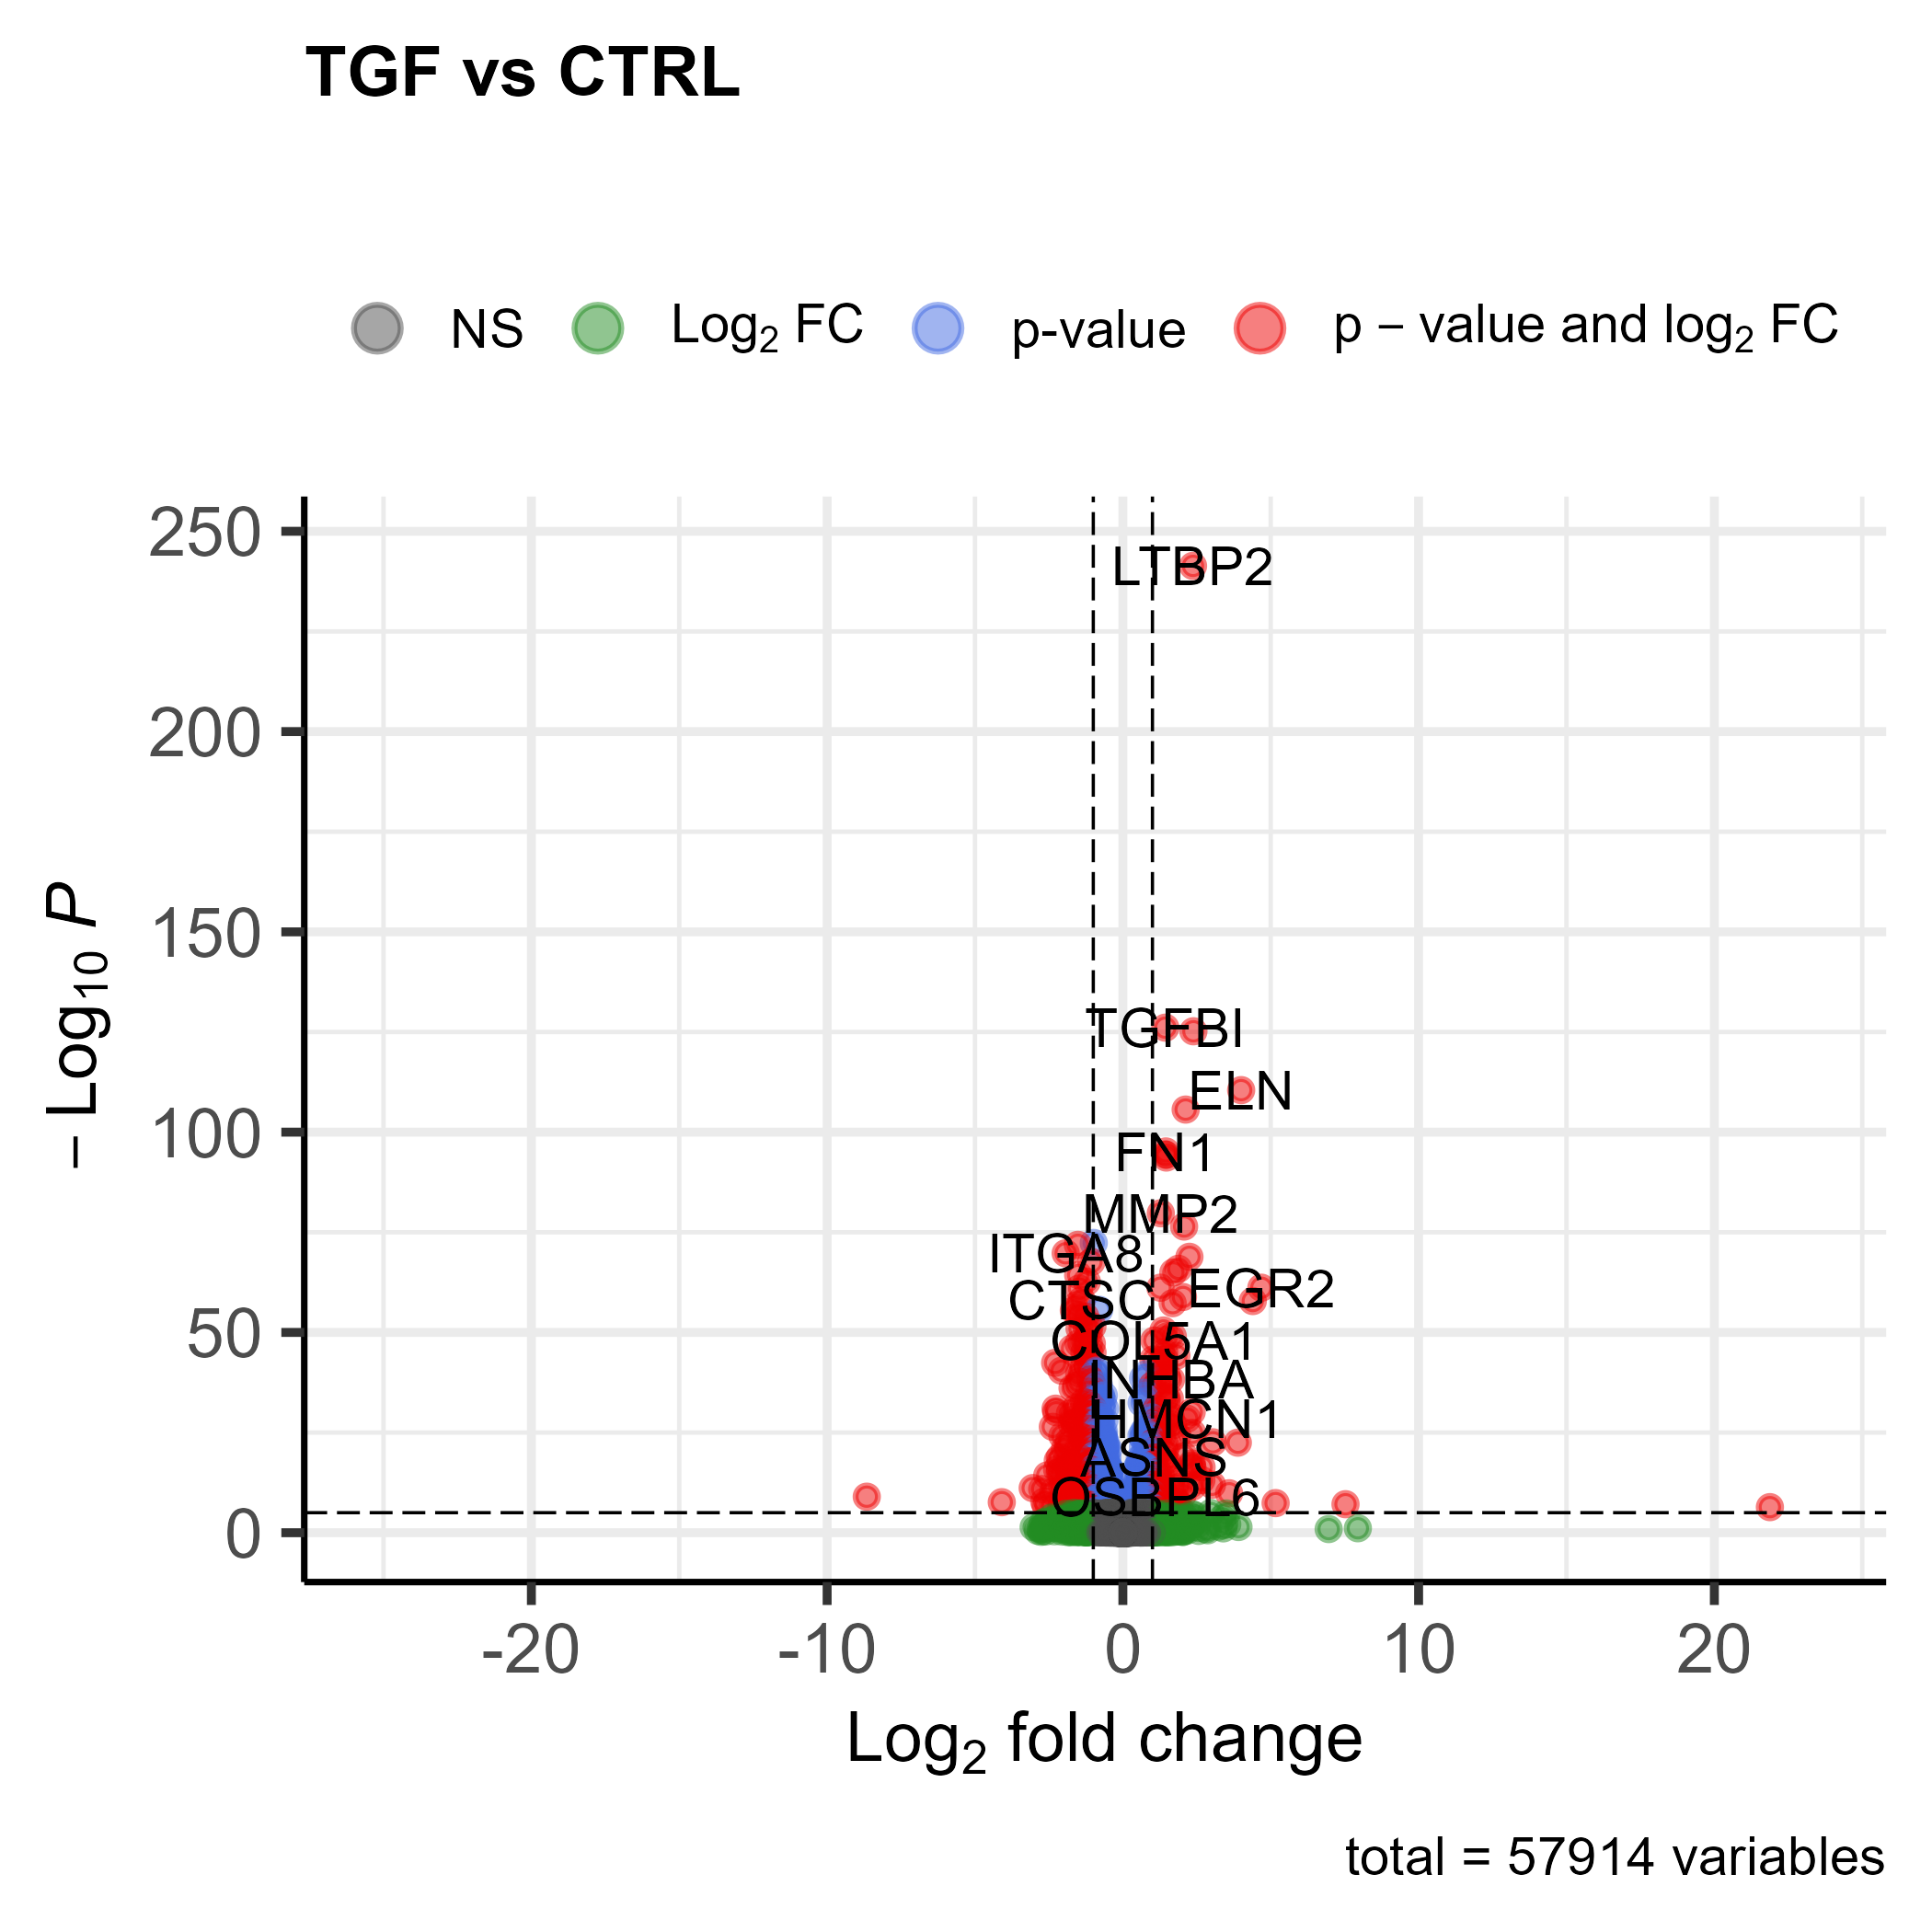 TGF vs CTRL
NS Log₂ FC p-value p – value and log₂ FC
– Log₁₀ P
250
200
150
100
50
0
LTBP2
TGFBI
ELN
FN1
MMP2
ITGA8
EGR2
CTSC
COL5A1
INHBA
HMCN1
ASNS
OSBPL6
-20 -10 0 10 20
Log₂ fold change
total = 57914 variables